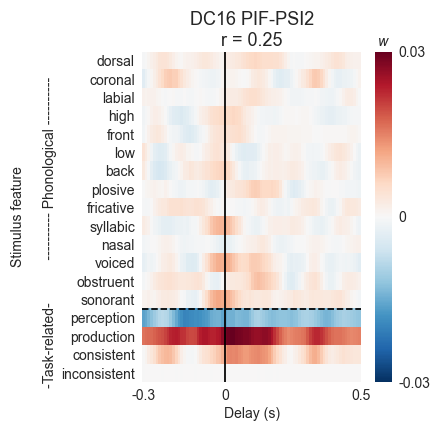 DC16 PIF-PSI2
r = 0.25
w
dorsal
coronal
labial
high
front
low
back
plosive
fricative
syllabic
nasal
voiced
obstruent
sonorant
perception
production
consistent
inconsistent
Stimulus feature
----------- Phonological -----------
-Task-related-
0.03
0
-0.03
-0.3
0
0.5
Delay (s)